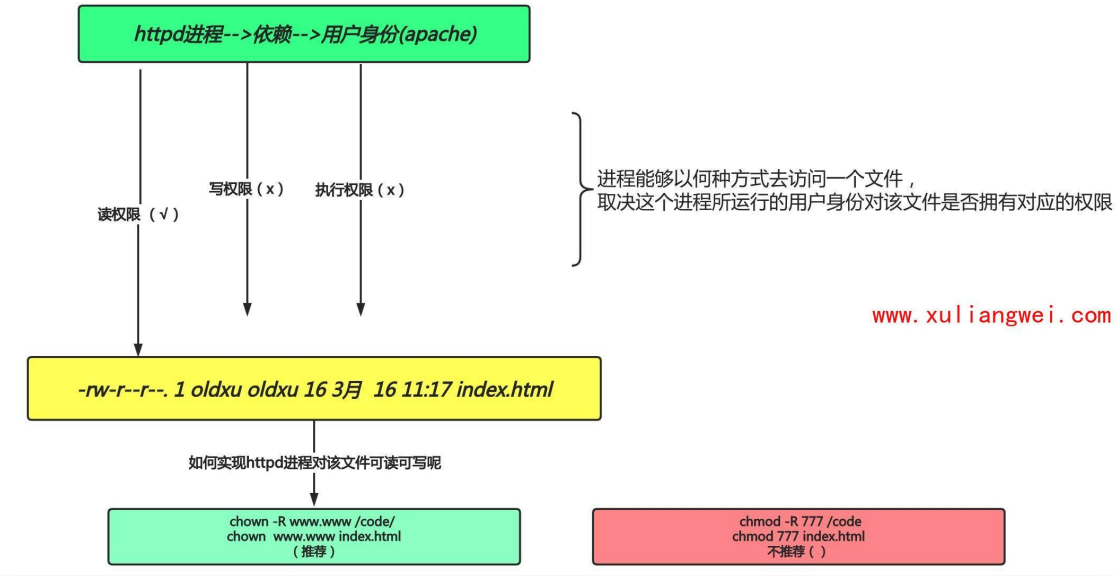 httpd进程-->依赖-->用户身份(apache)
写权限（x）
执行权限（x）
读权限 （√）
进程能够以何种方式去访问一个文件，
取决这个进程所运行的用户身份对该文件是否拥有对应的权限
www.xuliangwei.com
-rw-r--r--. 1 oldxu oldxu 16 3月 16 11:17 index.html
如何实现httpd进程对该文件可读可写呢
chown -R www.www /code/
chown www.www index.html
（推荐）
chmod -R 777 /code
chmod 777 index.html
不推荐（ ）